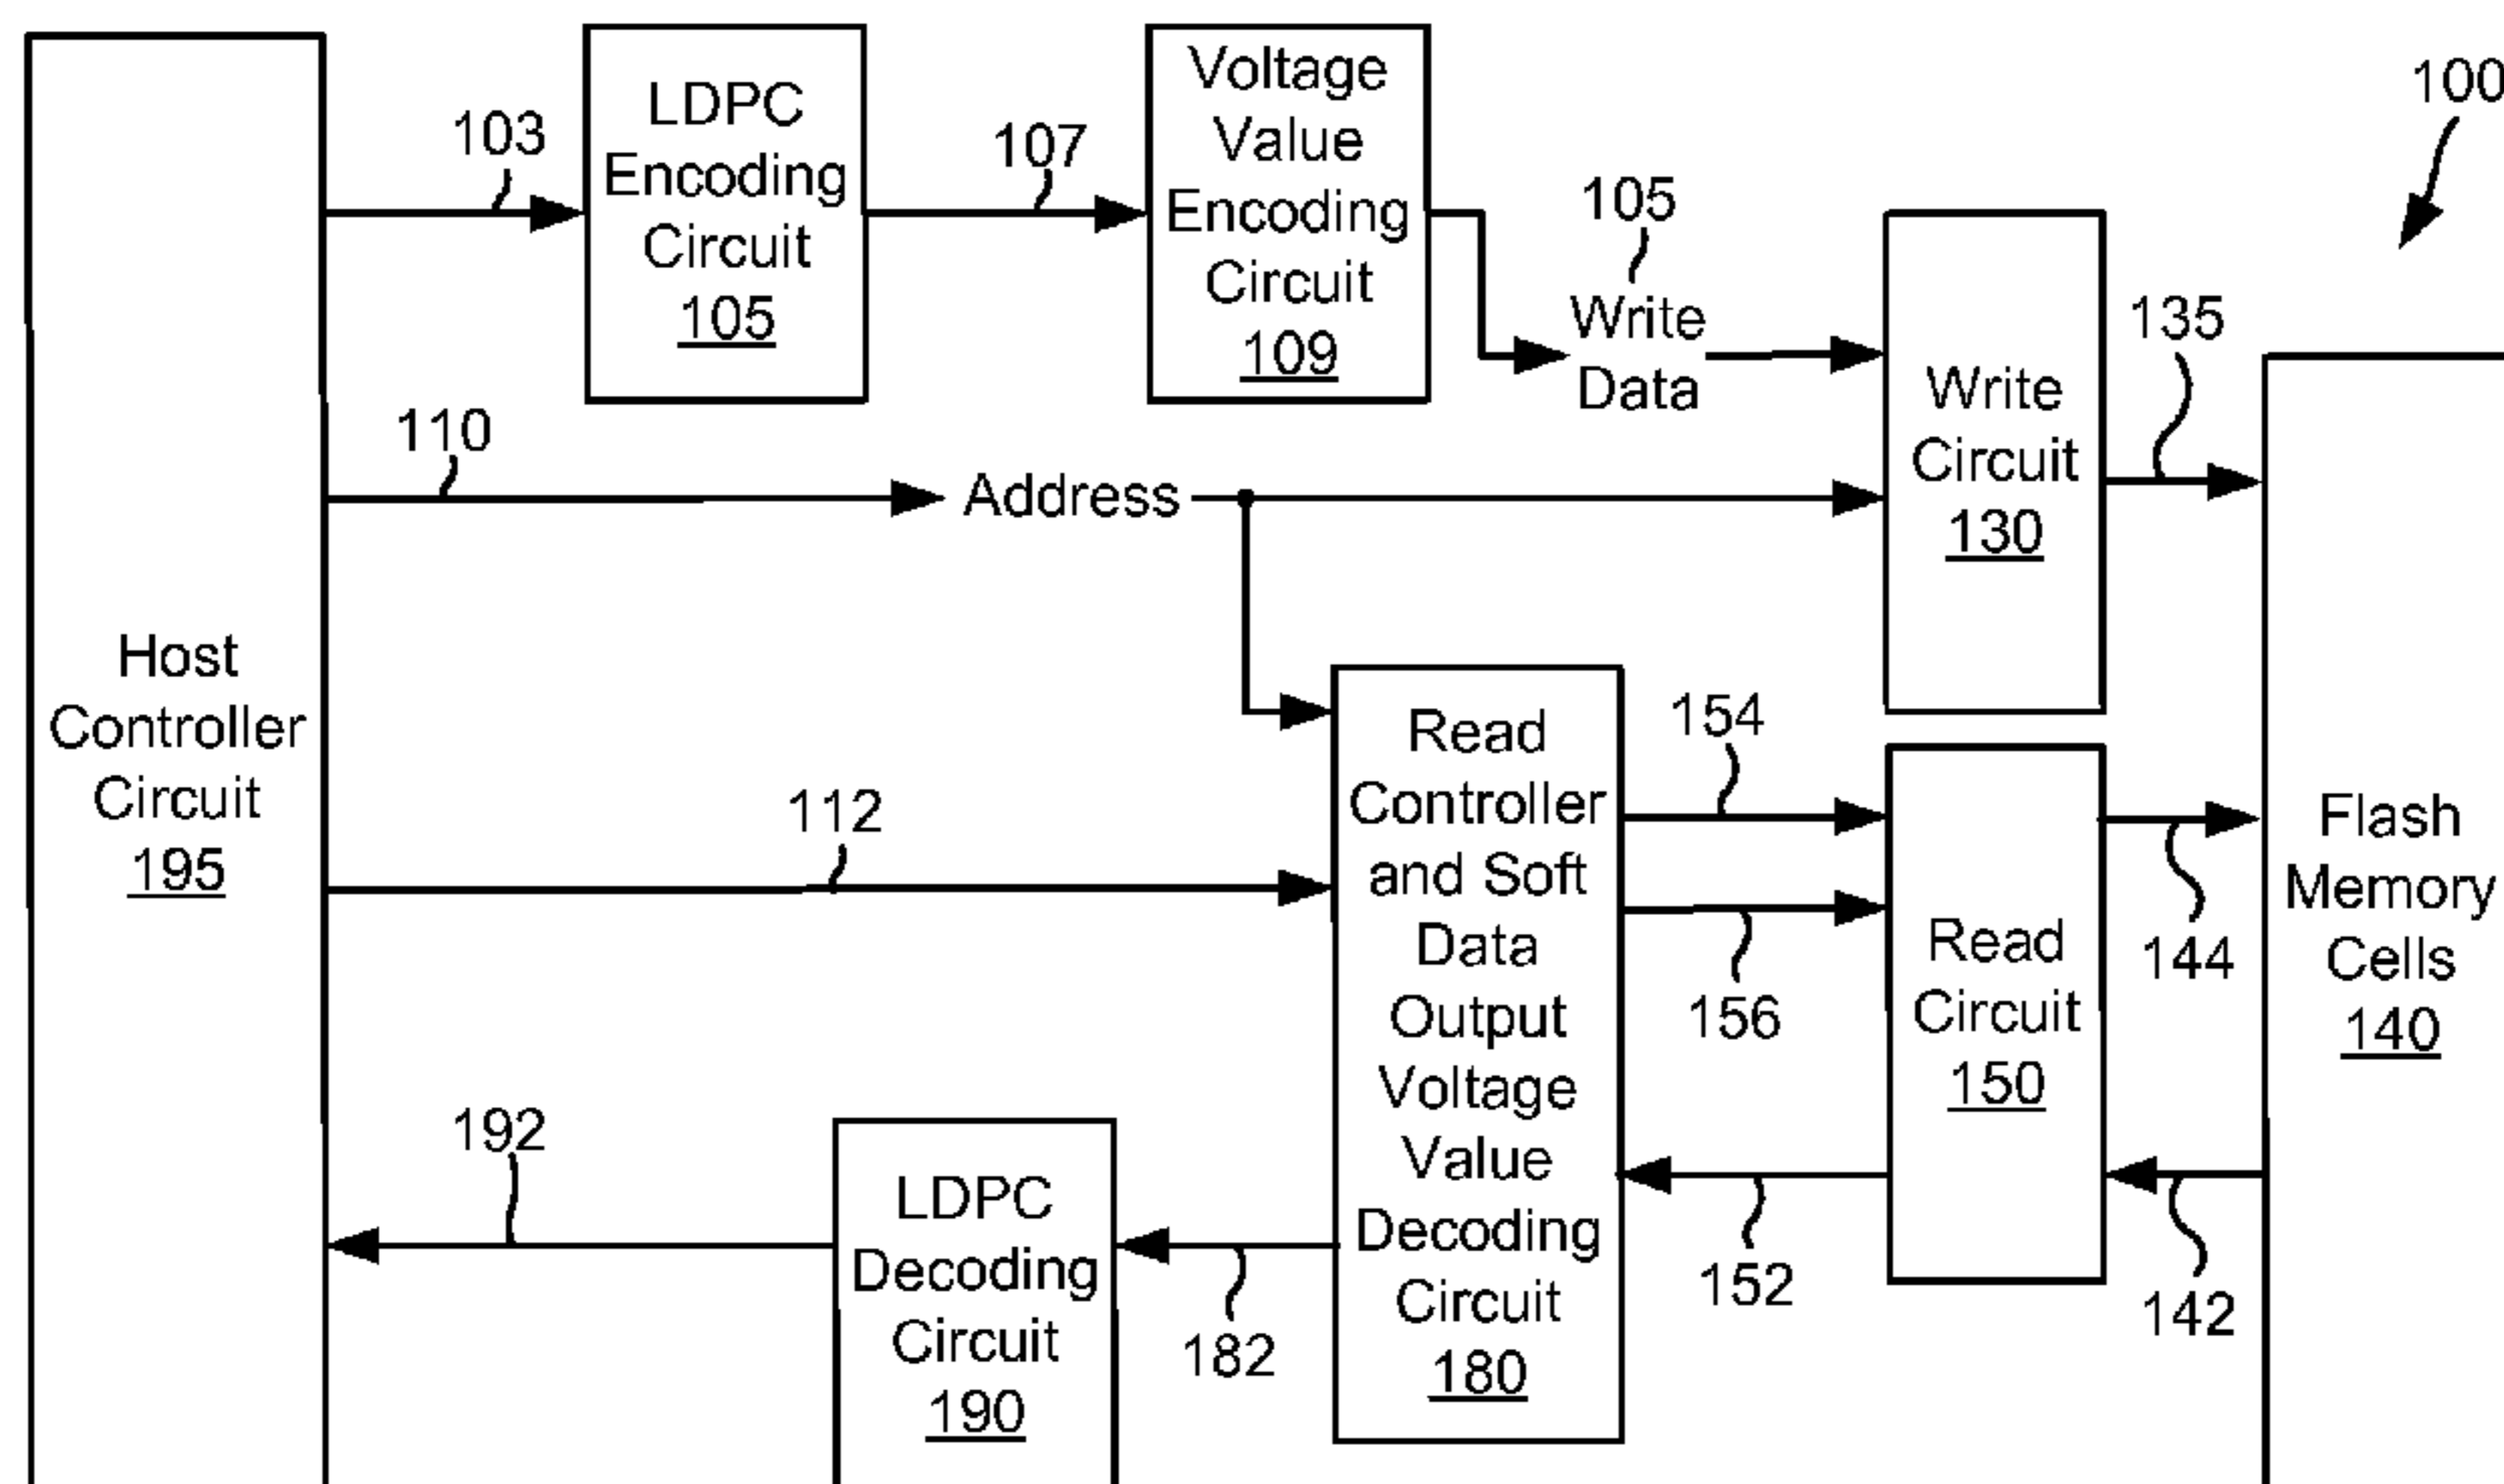 100
103
LDPC
Encoding
Circuit
105
107
Voltage
Value
Encoding
Circuit
109
105
Write
Data
Write
Circuit
130
135
110
Address
Host
Controller
Circuit
195
112
Read
Controller
and Soft
Data
Output
Voltage
Value
Decoding
Circuit
180
154
156
Read
Circuit
150
144
Flash
Memory
Cells
140
152
142
182
LDPC
Decoding
Circuit
190
192